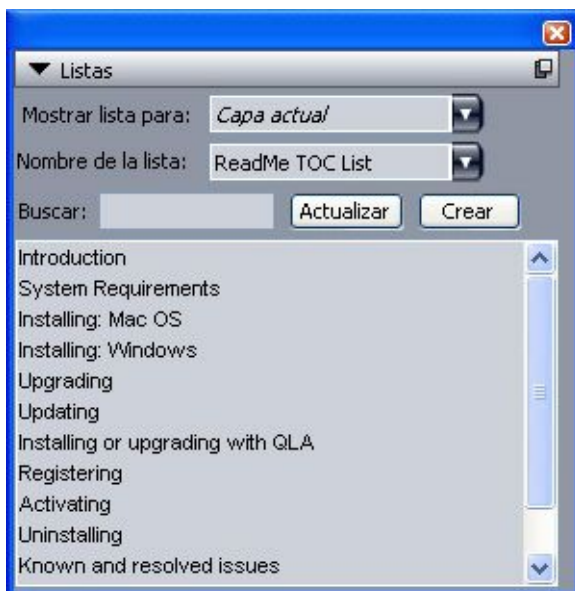 Listas
Mostrar lista para: Capa actual
Nombre de la lista: ReadMe TOC List
Buscar: Actualizar Crear
Introduction
System Requirements
Installing: Mac OS
Installing: Windows
Upgrading
Updating
Installing or upgrading with QLA
Registering
Activating
Uninstalling
Known and resolved issues